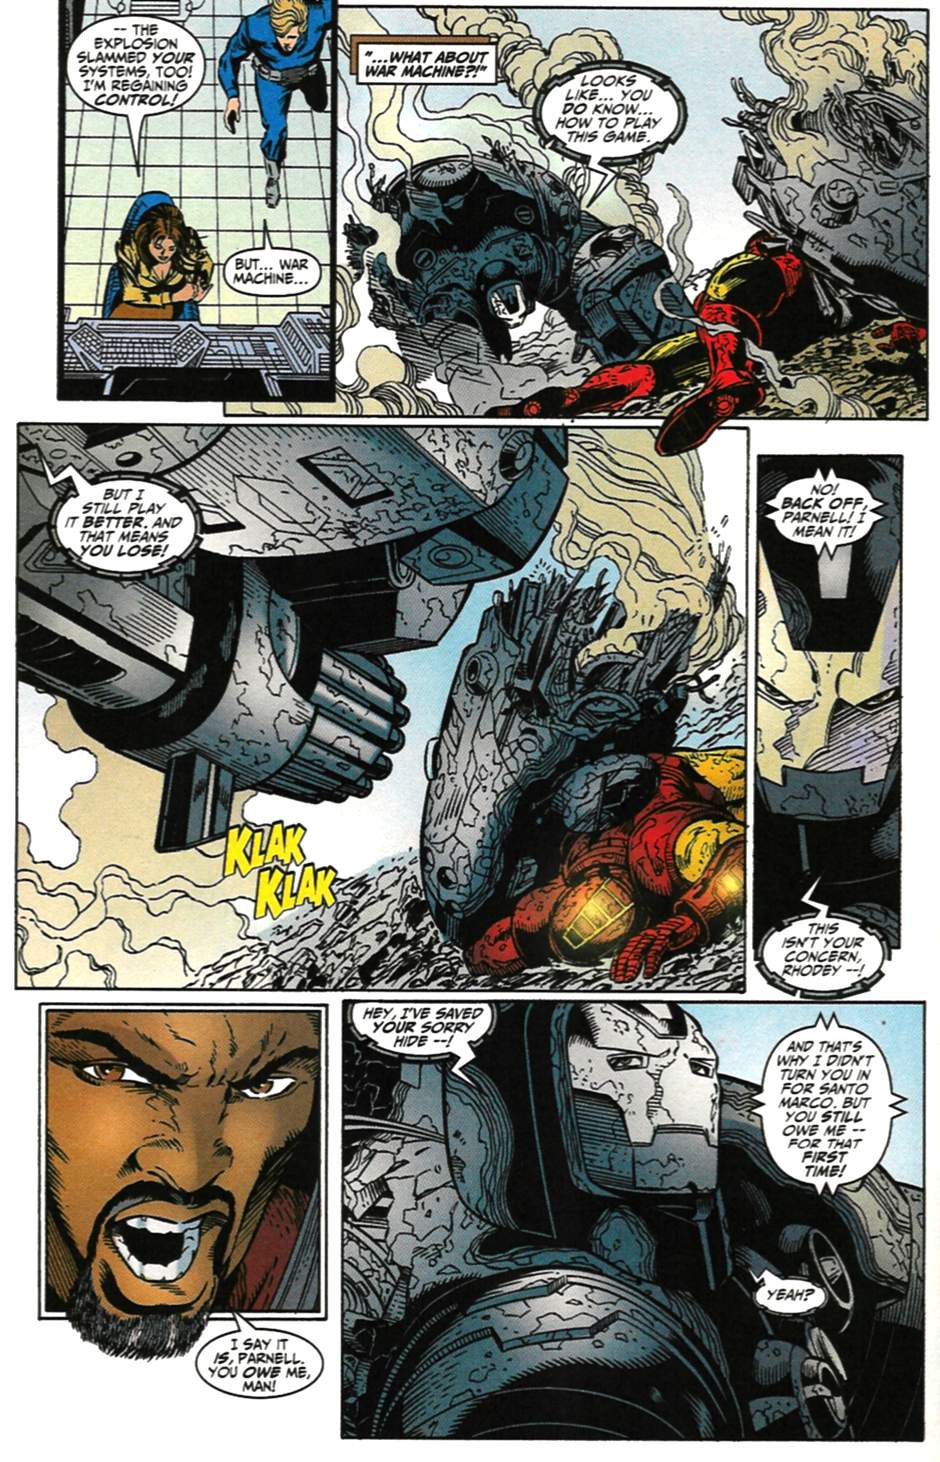 -- THE
EXPLOSION
SLAMMED YOUR
SYSTEMS, TOO!
I'M REGAINING
CONTROL!
BUT... WAR
MACHINE...
"...WHAT ABOUT
WAR MACHINE?!"
LOOKS
LIKE... YOU
DO KNOW...
HOW TO PLAY
THIS GAME.
BUT I
STILL PLAY
IT BETTER. AND
THAT MEANS
YOU LOSE!
KLAK
KLAK
NO!
BACK OFF,
PARNELL! I
MEAN IT!
THIS
ISN'T YOUR
CONCERN,
RHODEY --!
I SAY IT
IS, PARNELL.
YOU OWE ME,
MAN!
HEY, I'VE SAVED
YOUR SORRY
HIDE --!
AND THAT'S
WHY I DIDN'T
TURN YOU IN
FOR SANTO
MARCO, BUT
YOU STILL
OWE ME --
FOR THAT
FIRST
TIME!
YEAH?